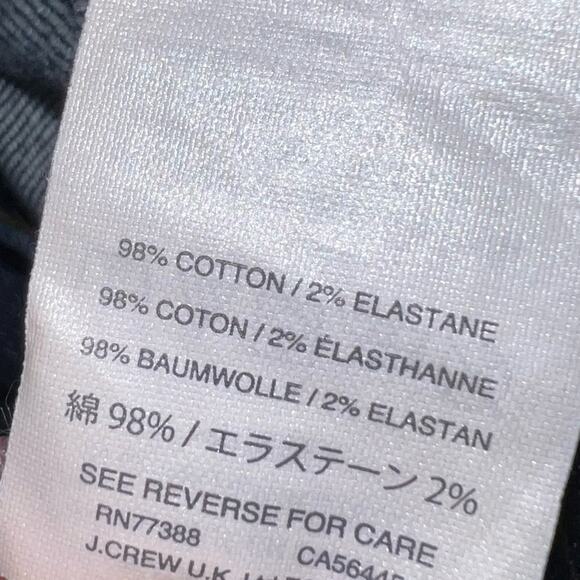 98% COTTON / 2% ELASTANE
98% COTON / 2% ÉLASTHANNE
98% BAUMWOLLE / 2% ELASTAN
綿 98% / エラステーン 2%
SEE REVERSE FOR CARE
RN77388
J.CREW U.K.